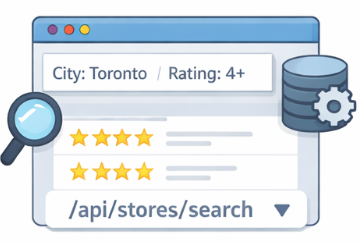 City: Toronto / Rating: 4+
/api/stores/search